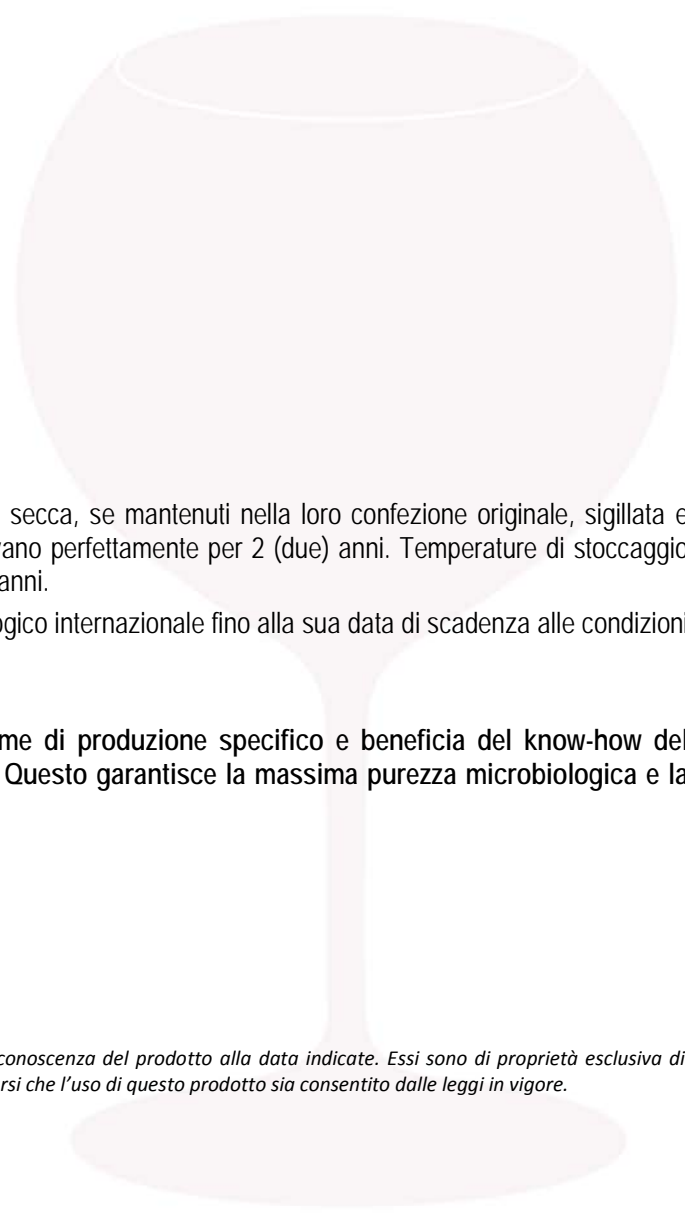 secca, se mantenuti nella loro confezione originale, sigillata e
vano perfettamente per 2 (due) anni. Temperature di stoccaggio
anni.
ogico internazionale fino alla sua data di scadenza alle condizioni
me di produzione specifico e beneficia del know-how del
Questo garantisce la massima purezza microbiologica e la
conoscenza del prodotto alla data indicate. Essi sono di proprietà esclusiva di
rsi che l'uso di questo prodotto sia consentito dalle leggi in vigore.